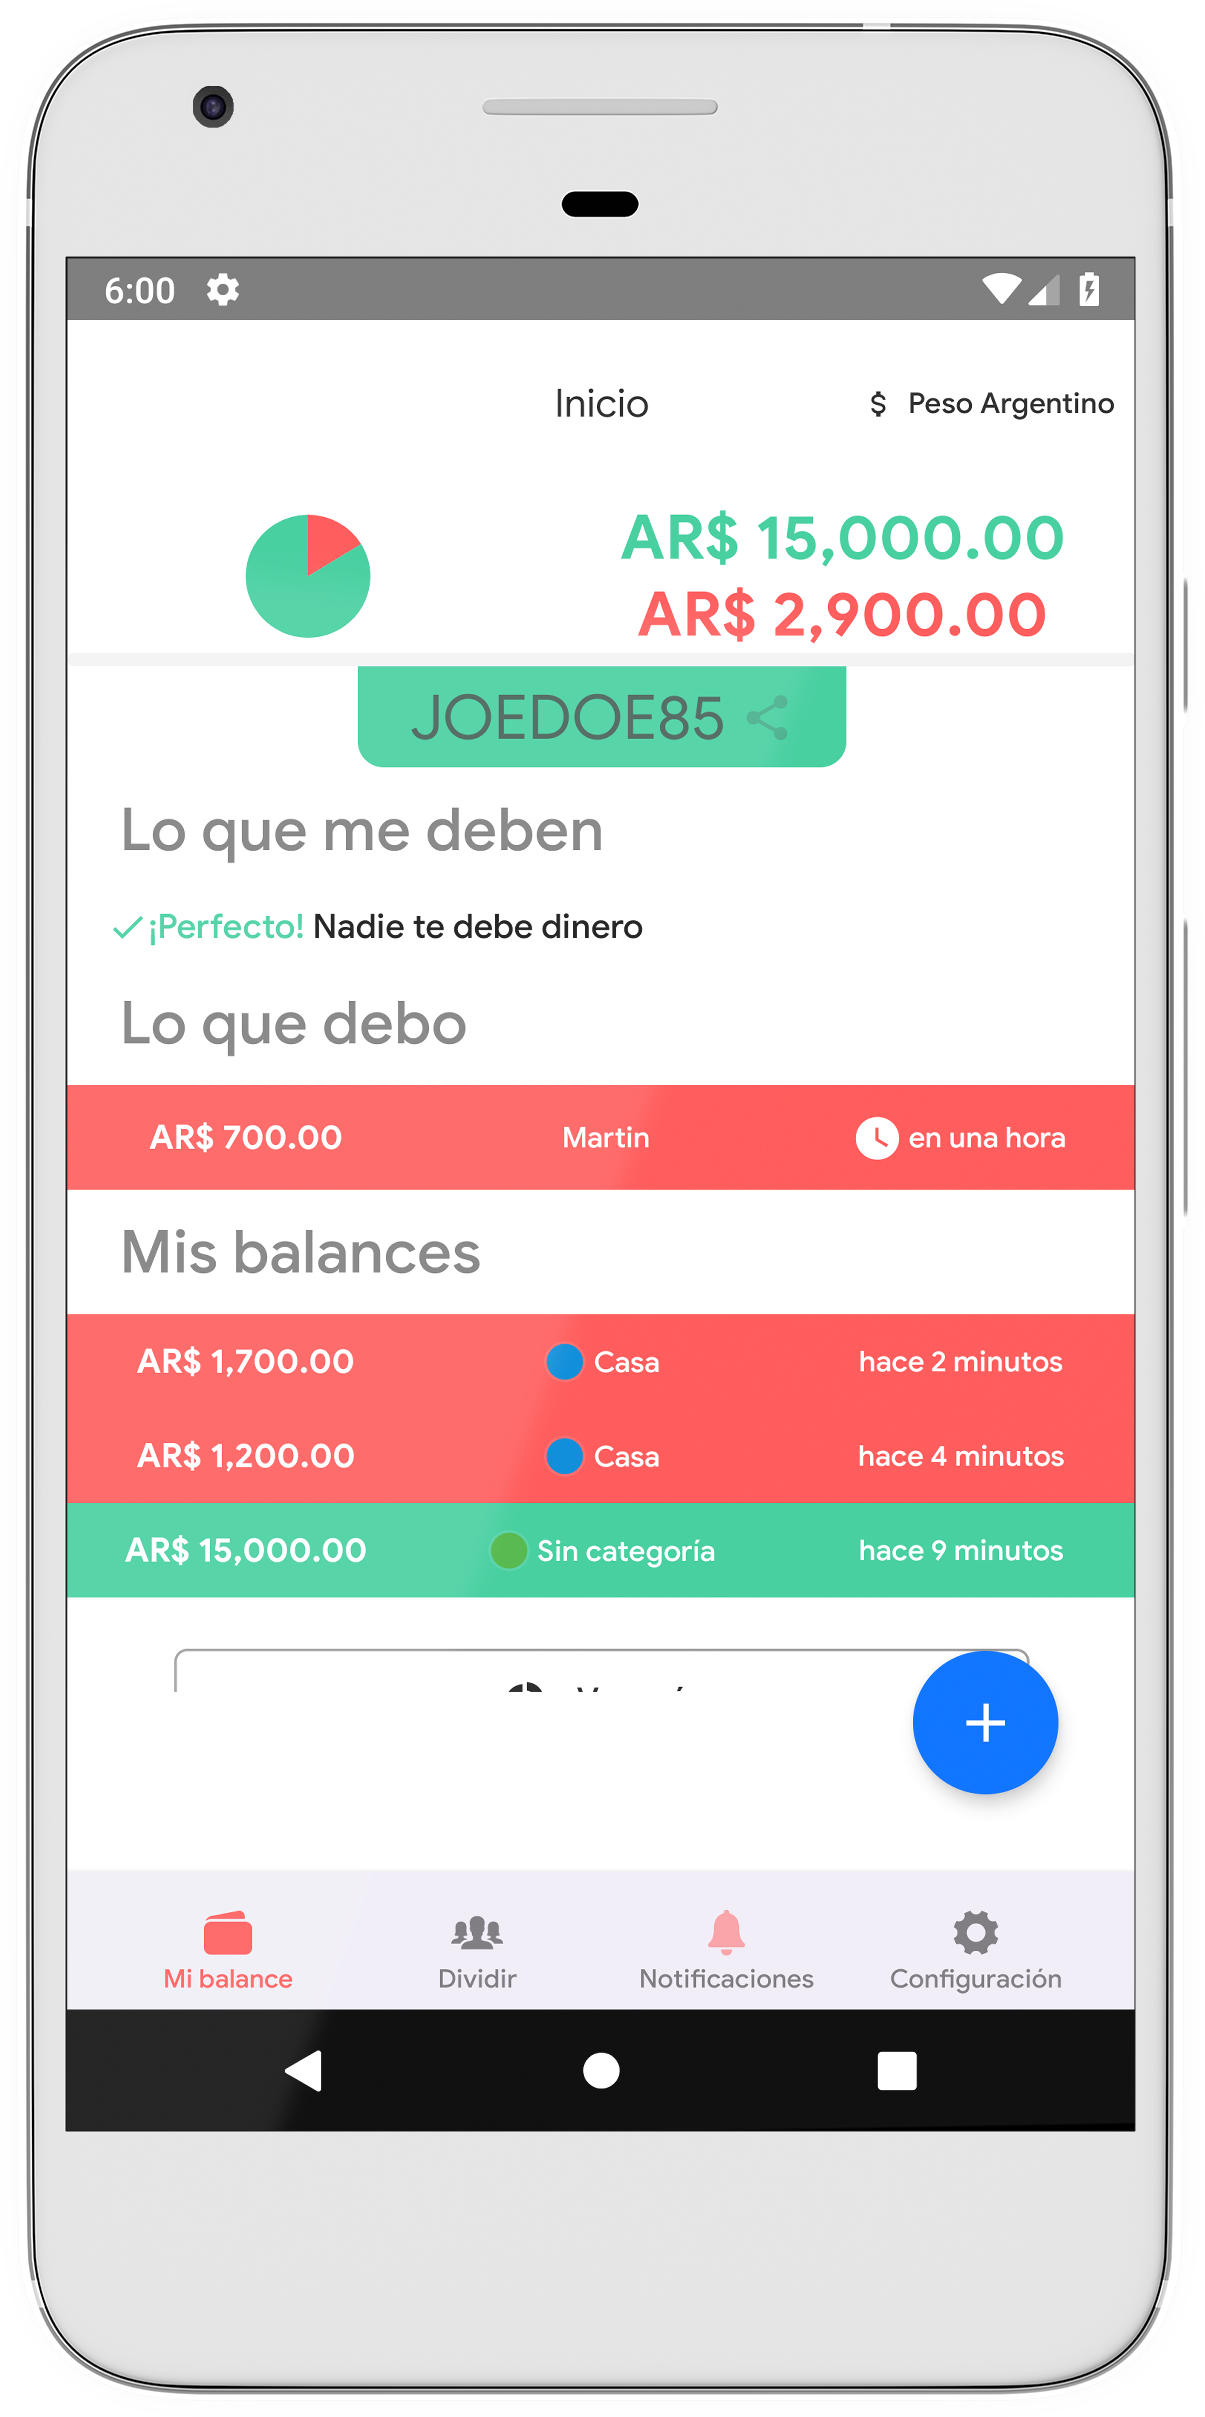 6:00
Inicio
$ Peso Argentino
AR$ 15,000.00
AR$ 2,900.00
JOEDOE85
Lo que me deben
¡Perfecto! Nadie te debe dinero
Lo que debo
AR$ 700.00 Martin en una hora
Mis balances
AR$ 1,700.00 Casa hace 2 minutos
AR$ 1,200.00 Casa hace 4 minutos
AR$ 15,000.00 Sin categoría hace 9 minutos
Mi balance Dividir Notificaciones Configuración